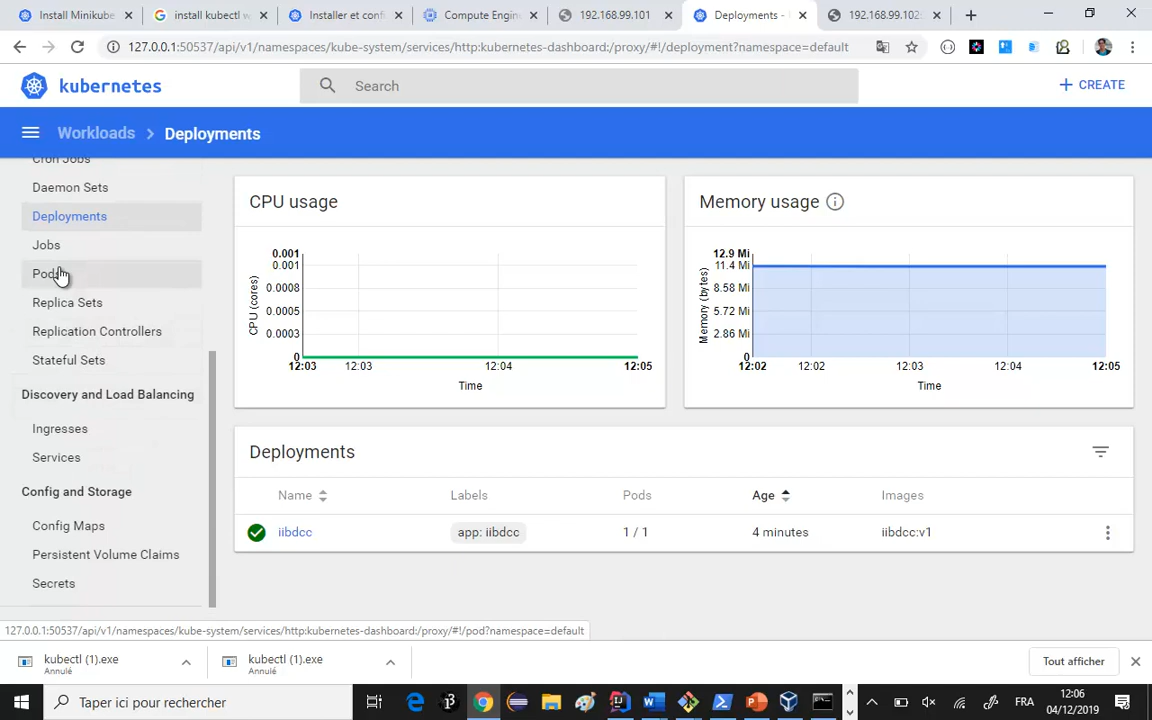 Install Minikube
install kubectl w
Installer et confi
Compute Engin
192.168.99.101
Deployments -
192.168.99.102:
127.0.0.1:50537/api/v1/namespaces/kube-system/services/http:kubernetes-dashboard:/proxy/#!/deployment?namespace=default
kubernetes
Search
+ CREATE
Workloads > Deployments
Cron Jobs
Daemon Sets
Deployments
Jobs
Pods
Replica Sets
Replication Controllers
Stateful Sets
Discovery and Load Balancing
Ingresses
Services
Config and Storage
Config Maps
Persistent Volume Claims
Secrets
CPU usage
CPU (cores)
0.001
0.001
0.0008
0.0005
0.0003
0
12:03 12:03 12:04 12:05
Time
Memory usage
Memory (bytes)
12.9 Mi
11.4 Mi
8.58 Mi
5.72 Mi
2.86 Mi
0
12:02 12:02 12:03 12:04 12:05
Time
Deployments
Name Labels Pods Age Images
iibdcc app: iibdcc 1 / 1 4 minutes iibdcc:v1
127.0.0.1:50537/api/v1/namespaces/kube-system/services/http:kubernetes-dashboard:/proxy/#!/pod?namespace=default
kubectl (1).exe
Annulé
kubectl (1).exe
Annulé
Tout afficher
Taper ici pour rechercher
FRA
12:06
04/12/2019